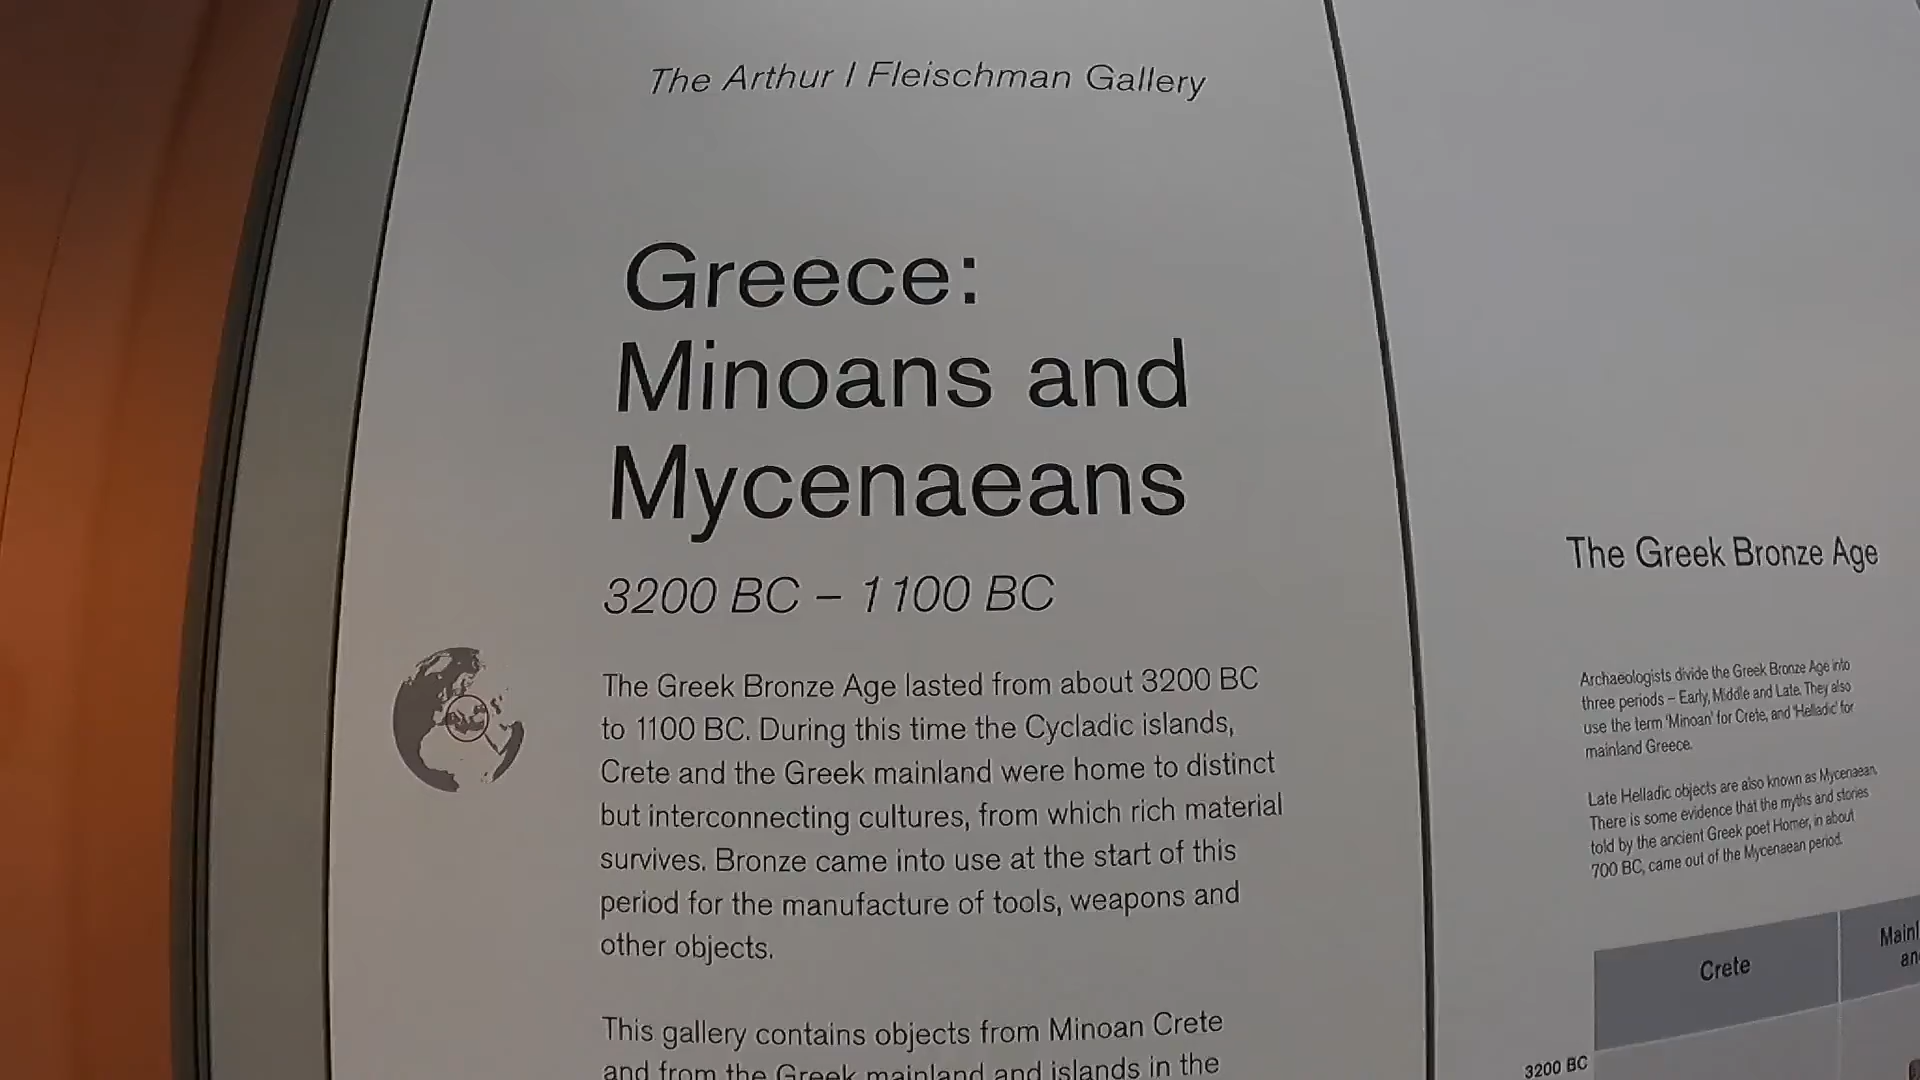 The Arthur I Fleischman Gallery
Greece:
Minoans and
Mycenaeans
3200 BC – 1100 BC
The Greek Bronze Age lasted from about 3200 BC
to 1100 BC. During this time the Cycladic islands,
Crete and the Greek mainland were home to distinct
but interconnecting cultures, from which rich material
survives. Bronze came into use at the start of this
period for the manufacture of tools, weapons and
other objects.
This gallery contains objects from Minoan Crete
and from the Greek mainland and islands in the
The Greek Bronze Age
Archaeologists divide the Greek Bronze Age into
three periods – Early, Middle and Late. They also
use the term 'Minoan' for Crete, and 'Helladic' for
mainland Greece.
Late Helladic objects are also known as Mycenaean.
There is some evidence that the myths and stories
told by the ancient Greek poet Homer, in about
700 BC, came out of the Mycenaean period.
Crete
3200 BC